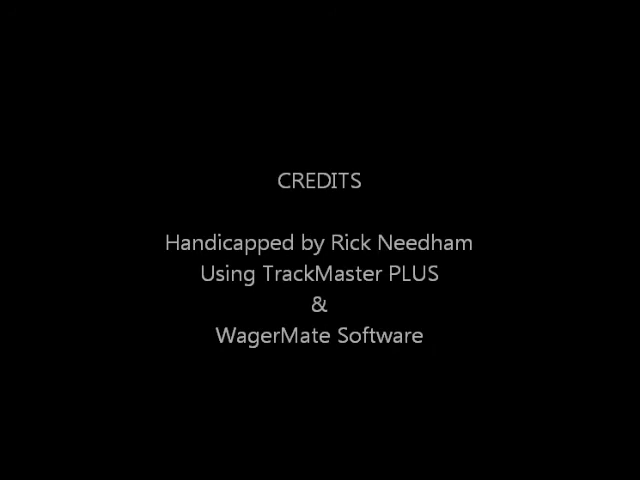 CREDITS
Handicapped by Rick Needham
Using TrackMaster PLUS
&
WagerMate Software